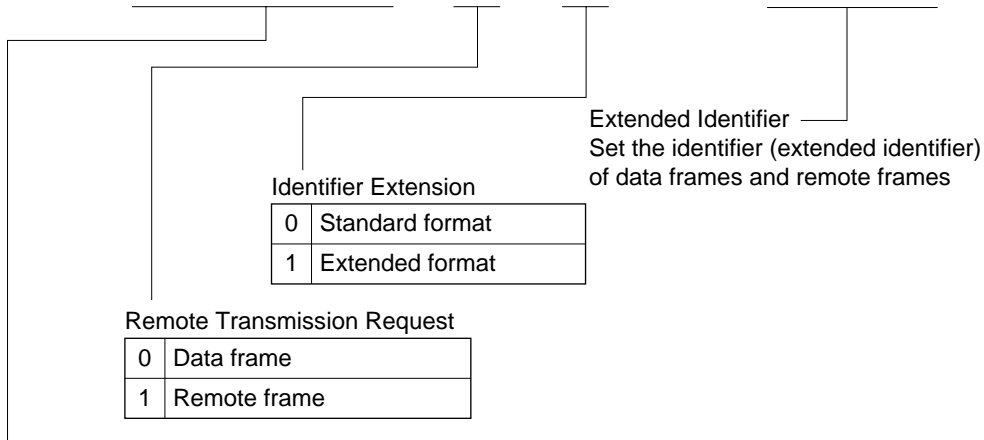 Extended Identifier
Set the identifier (extended identifier)
of data frames and remote frames
Identifier Extension
0 Standard format
1 Extended format
Remote Transmission Request
0 Data frame
1 Remote frame